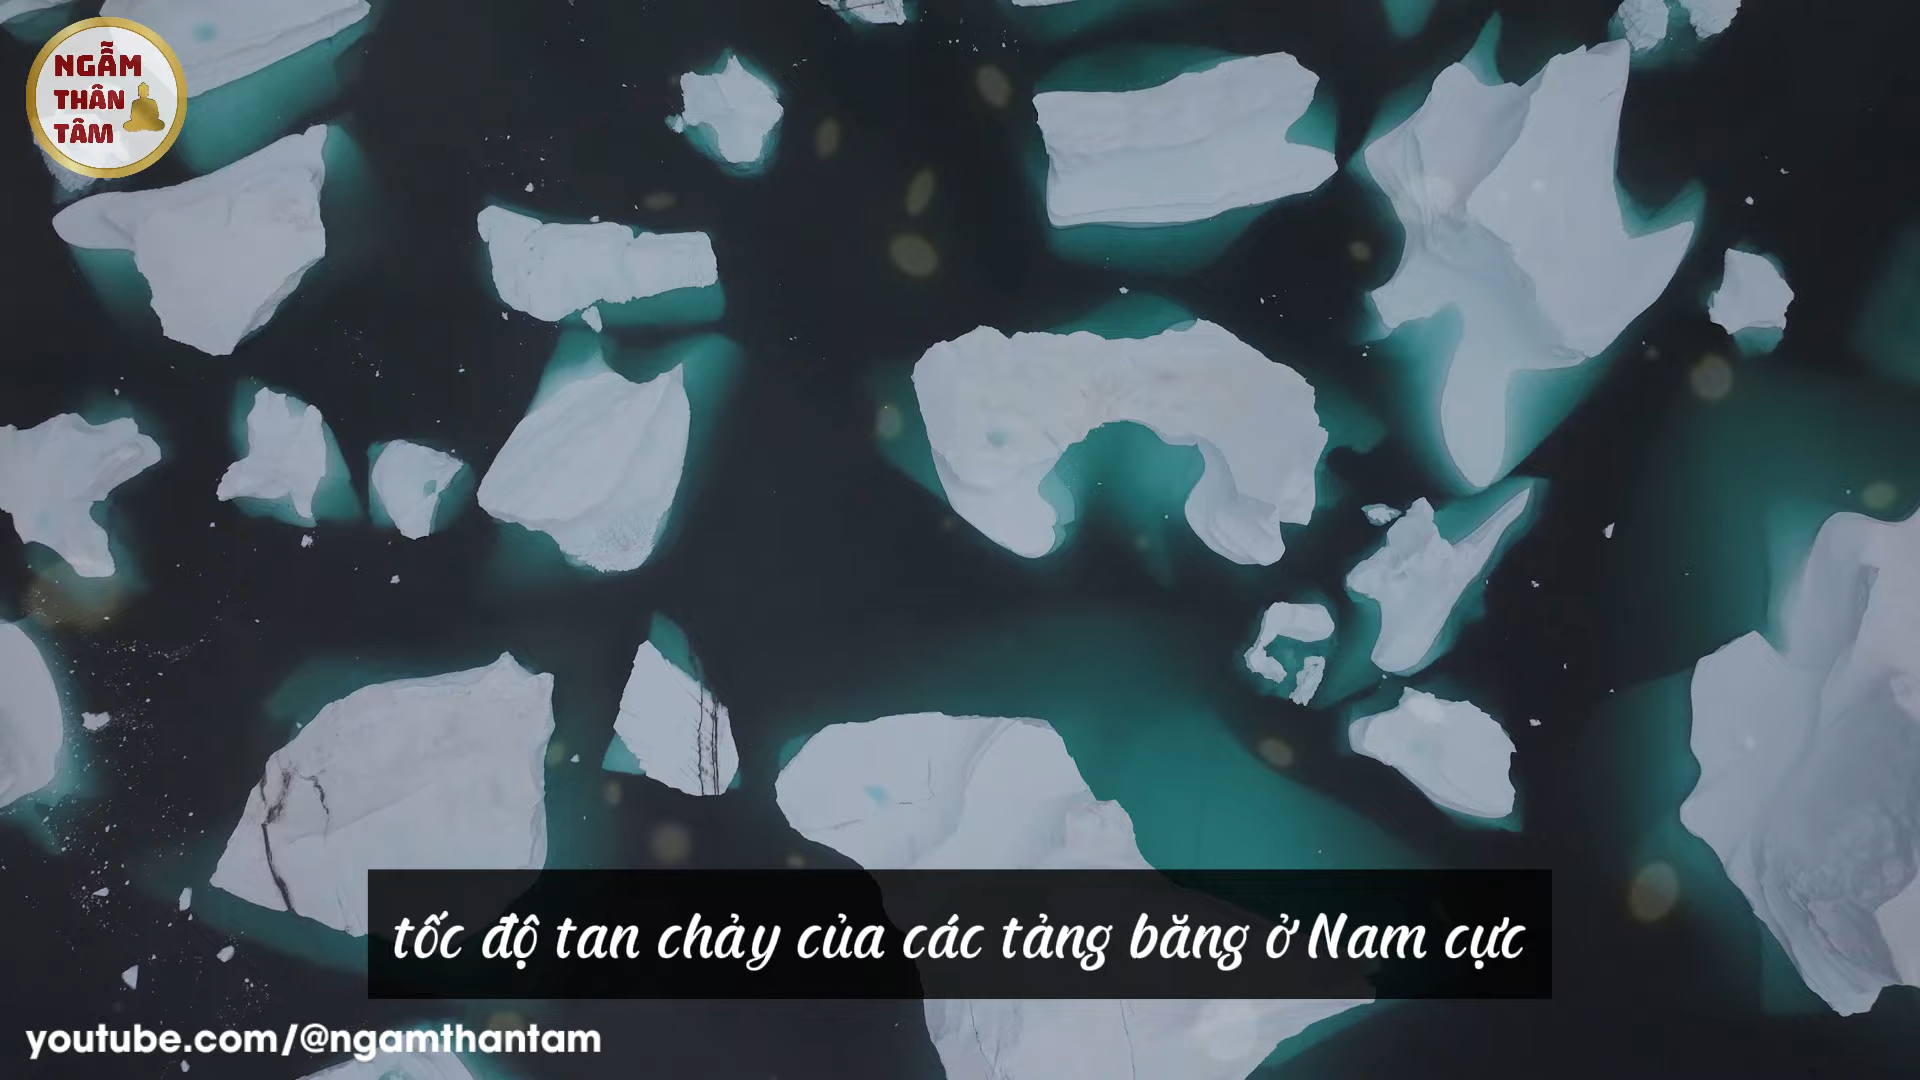 NGẪM
THÂN
TÂM
tốc độ tan chảy của các tảng băng ở Nam cực
youtube.com/@ngamthantam